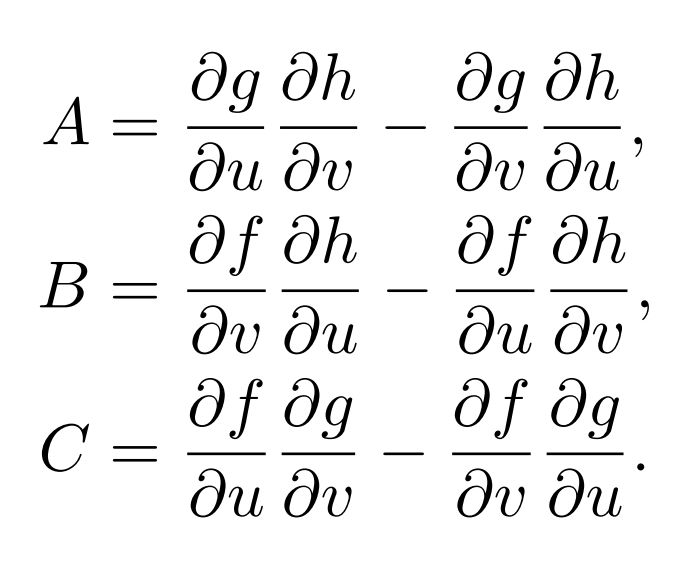 A = ∂g/∂u ∂h/∂v − ∂g/∂v ∂h/∂u,
B = ∂f/∂v ∂h/∂u − ∂f/∂u ∂h/∂v,
C = ∂f/∂u ∂g/∂v − ∂f/∂v ∂g/∂u.